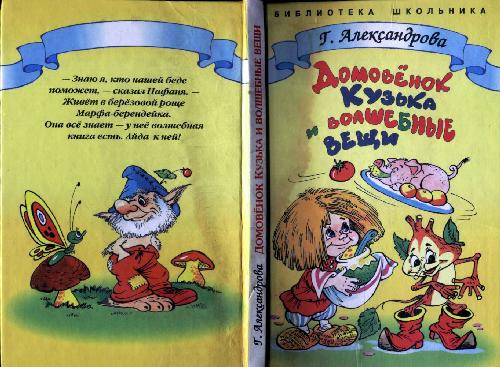 — Знаю я, кто нашей беде
поможет, — сказал Нифаня. —
Живёт в берёзовой роще
Марфа-берендейка.
Она всё знает — у неё волшебная
книга есть. Айда к ней!
Г. Александрова ДОМОВЁНОК КУЗЬКА И ВОЛШЕБНЫЕ ВЕЩИ
БИБЛИОТЕКА ШКОЛЬНИКА
Г. Александрова
ДОМОВЁНОК
КУЗЬКА
И ВОЛШЕБНЫЕ
ВЕЩИ